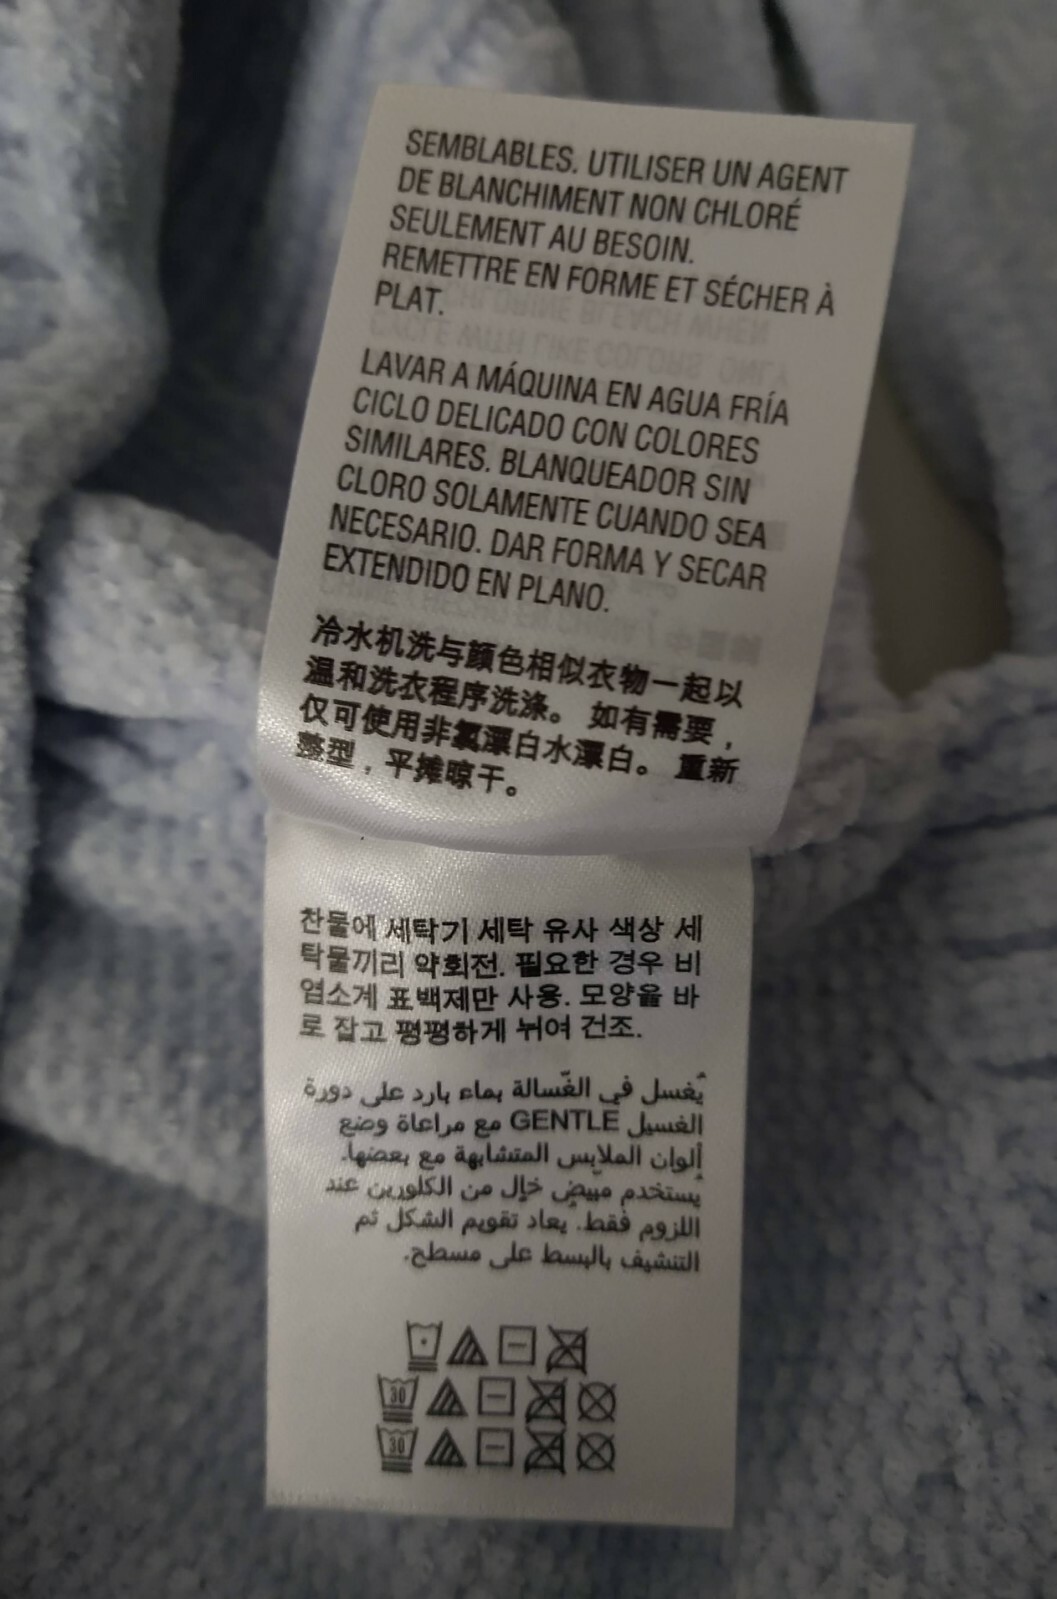 SEMBLABLES. UTILISER UN AGENT
DE BLANCHIMENT NON CHLORÉ
SEULEMENT AU BESOIN.
REMETTRE EN FORME ET SÉCHER À
PLAT.
LAVAR A MÁQUINA EN AGUA FRÍA
CICLO DELICADO CON COLORES
SIMILARES. BLANQUEADOR SIN
CLORO SOLAMENTE CUANDO SEA
NECESARIO. DAR FORMA Y SECAR
EXTENDIDO EN PLANO.
冷水机洗与颜色相似衣物一起以
温和洗衣程序洗涤。 如有需要，
仅可使用非氯漂白水漂白。 重新
整型，平摊晾干。
찬물에 세탁기 세탁 유사 색상 세
탁물끼리 약회전. 필요한 경우 비
염소계 표백제만 사용. 모양을 바
로 잡고 평평하게 뉘여 건조.
يُغسل في الغسّالة بماء بارد على دورة
الغسيل GENTLE مع مراعاة وضع
ألوان الملابس المتشابهة مع بعضها.
يُستخدم مبيض خالٍ من الكلورين عند
اللزوم فقط. يعاد تقويم الشكل ثم
التنشيف بالبسط على مسطح.
30
30